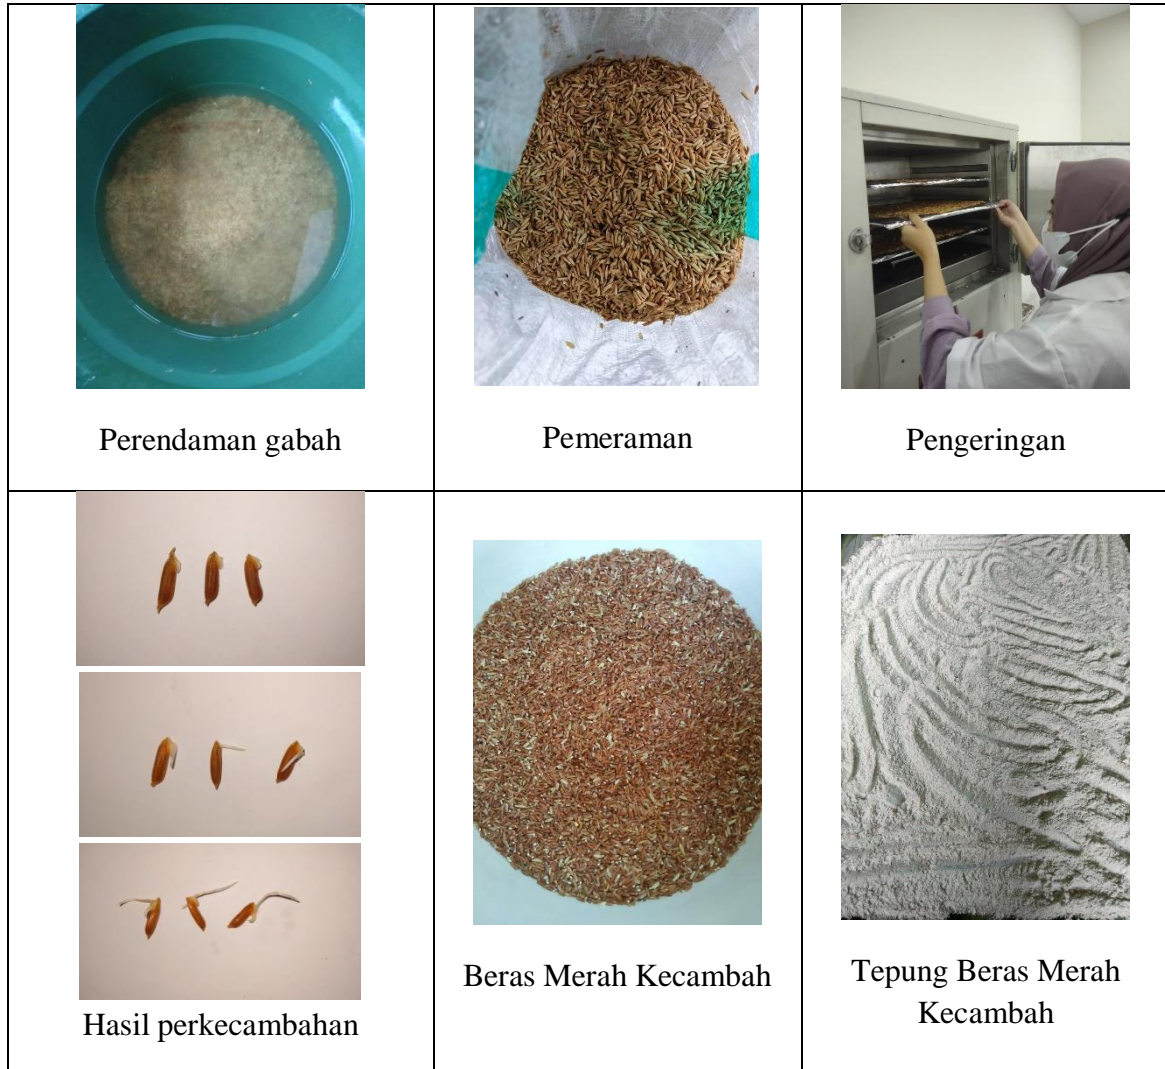 Perendaman gabah
Pemeraman
Pengeringan
Hasil perkecambahan
Beras Merah Kecambah
Tepung Beras Merah
Kecambah